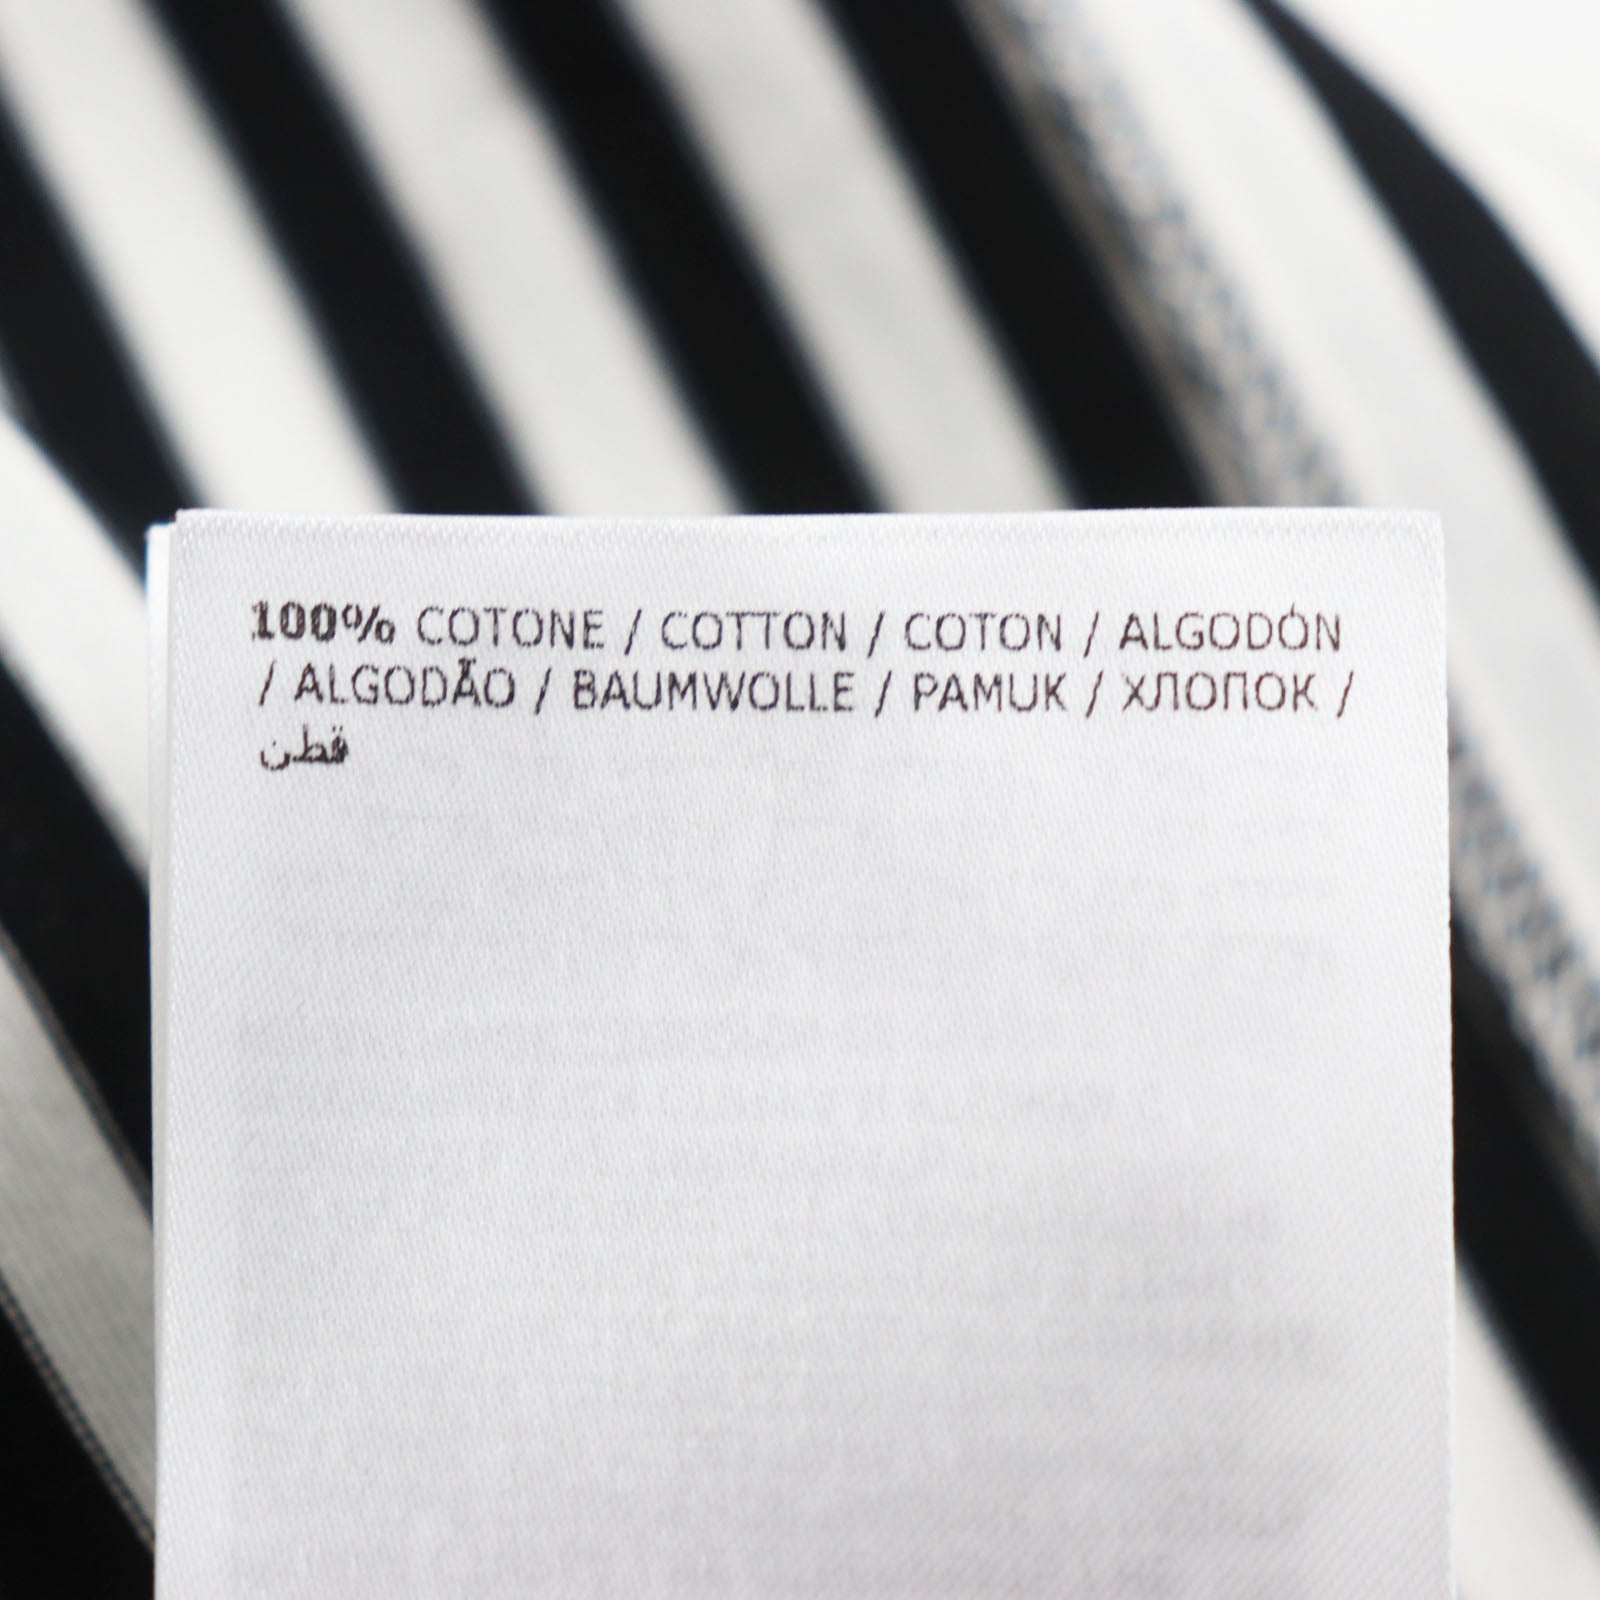 100% COTONE / COTTON / COTON / ALGODÓN
/ ALGODÃO / BAUMWOLLE / PAMUK / ХЛОПОК /
قطن